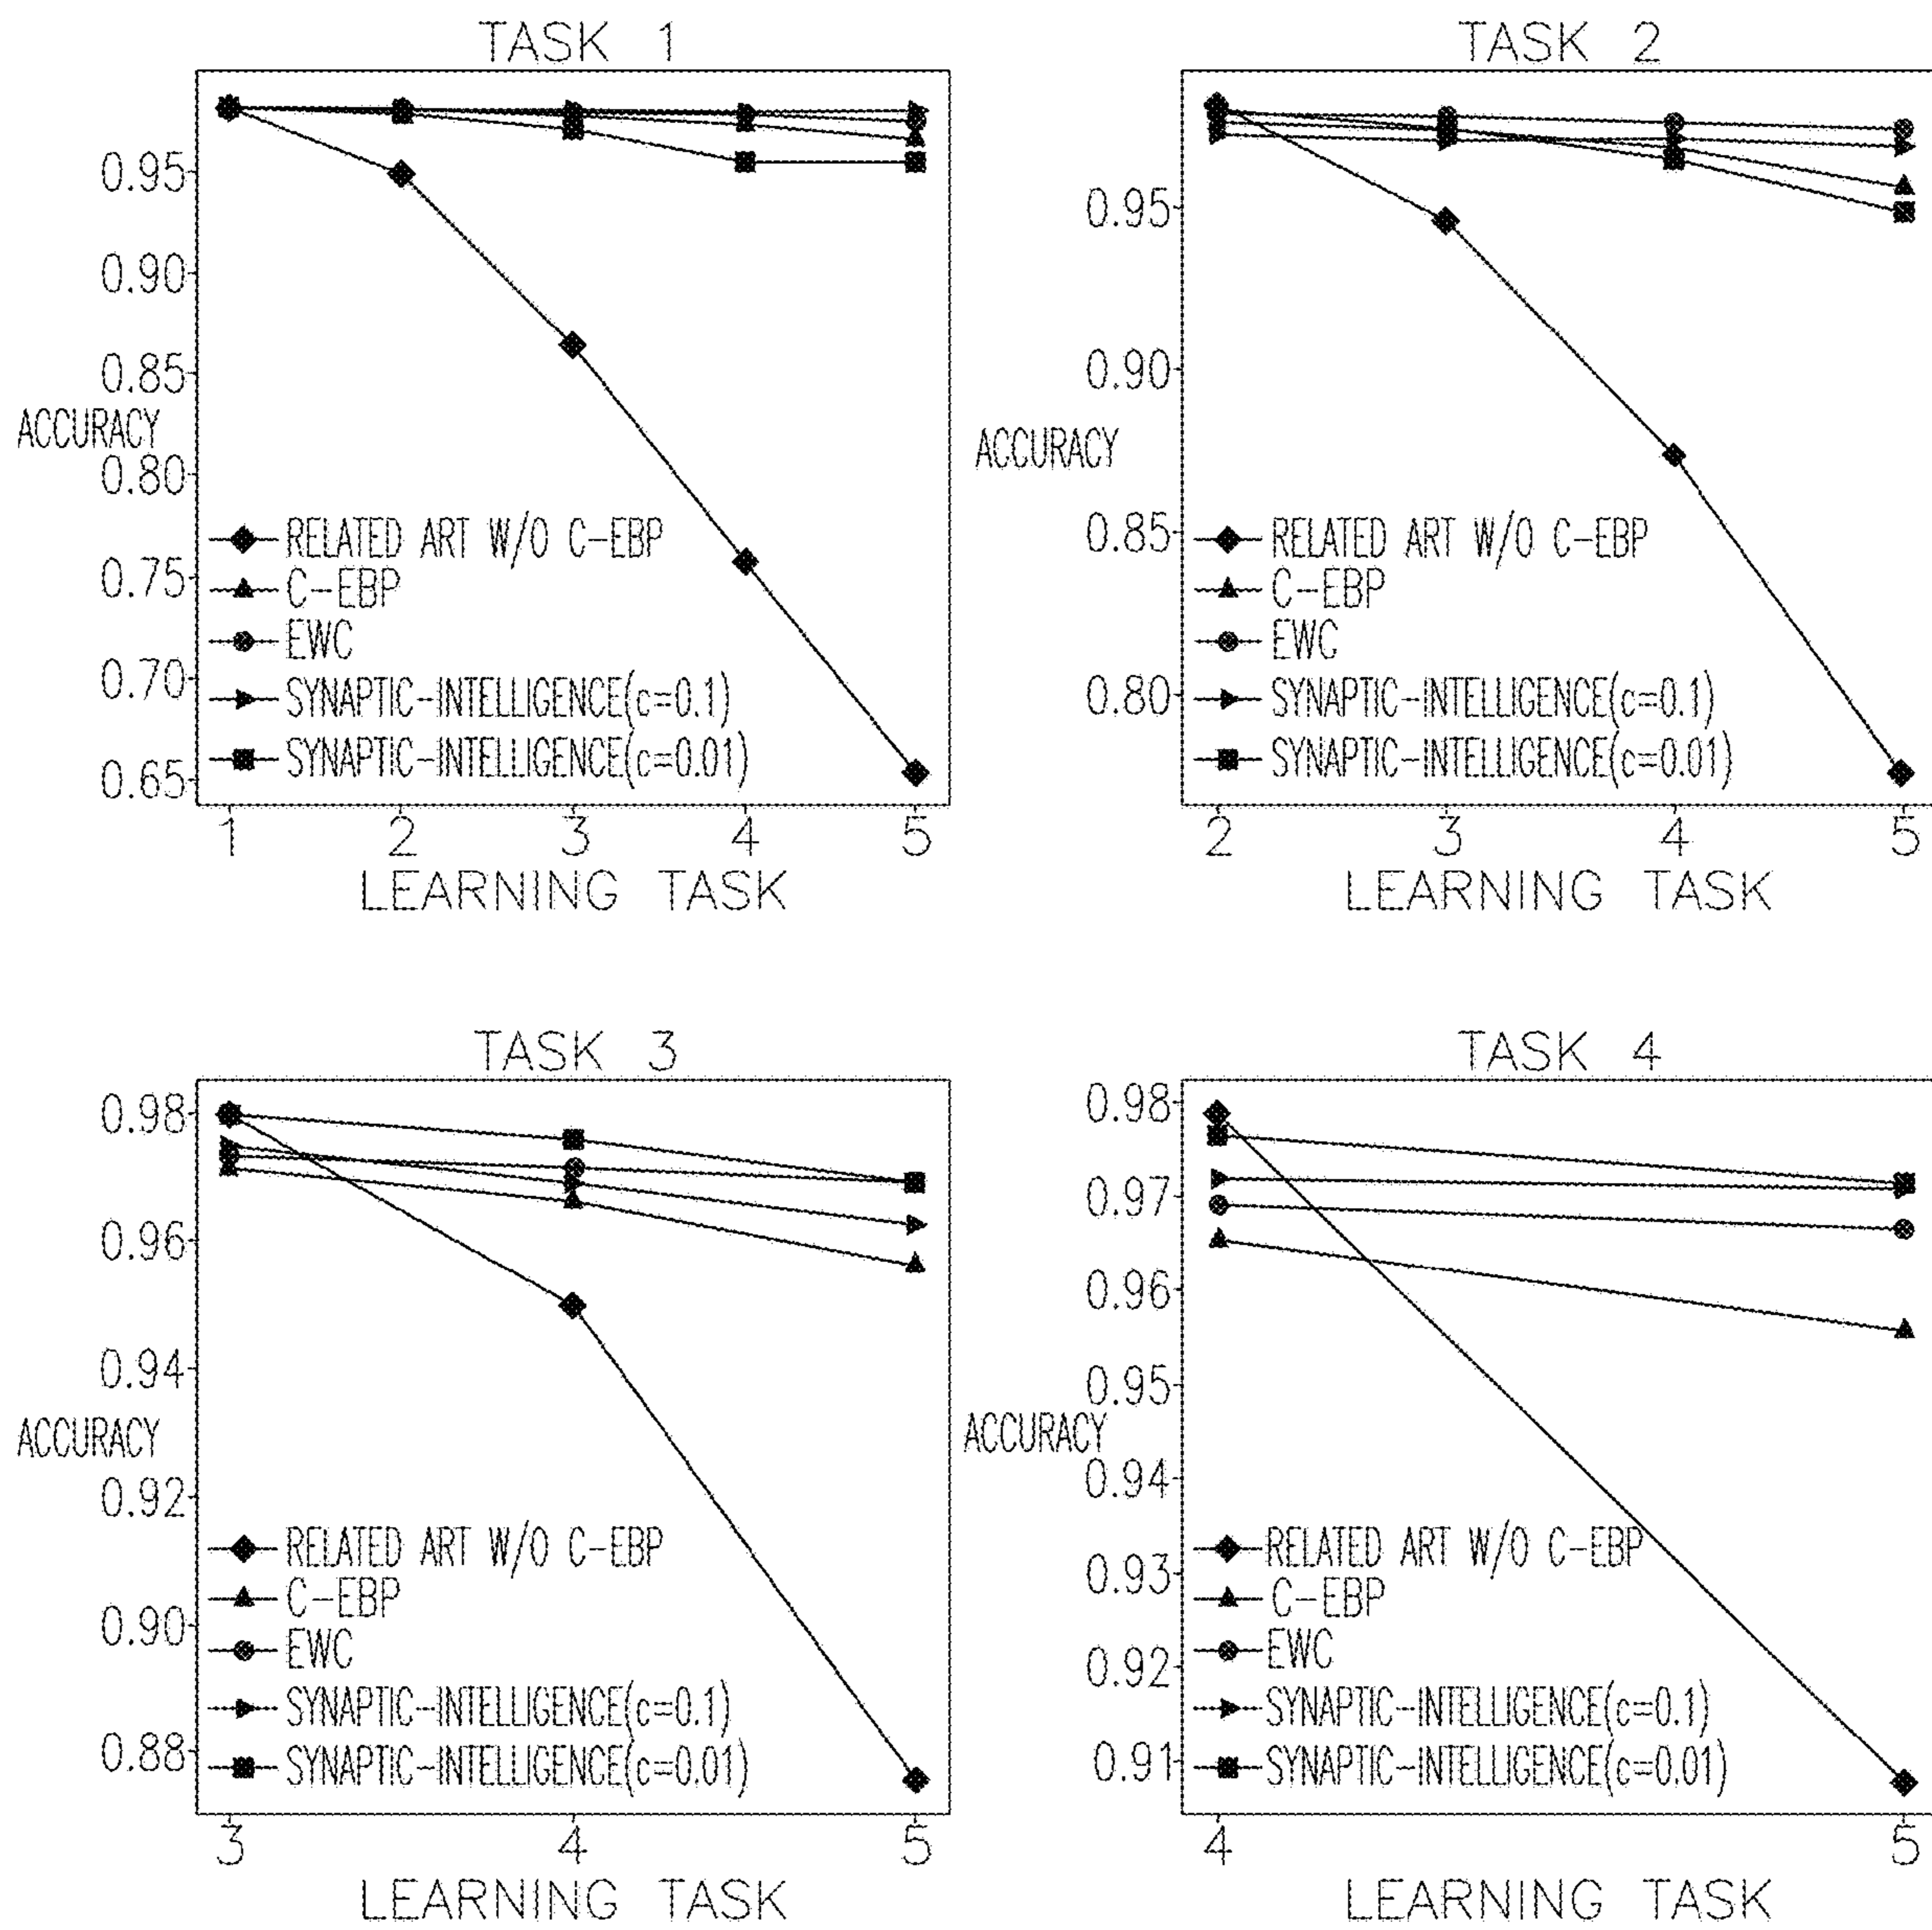 TASK 1
0.95
0.90
0.85
ACCURACY
0.80
0.75
0.70
0.65
RELATED ART W/O C-EBP
C-EBP
EWC
SYNAPTIC-INTELLIGENCE(c=0.1)
SYNAPTIC-INTELLIGENCE(c=0.01)
1 2 3 4 5
LEARNING TASK
TASK 2
0.95
0.90
ACCURACY
0.85
0.80
RELATED ART W/O C-EBP
C-EBP
EWC
SYNAPTIC-INTELLIGENCE(c=0.1)
SYNAPTIC-INTELLIGENCE(c=0.01)
2 3 4 5
LEARNING TASK
TASK 3
0.98
0.96
0.94
ACCURACY
0.92
0.90
0.88
RELATED ART W/O C-EBP
C-EBP
EWC
SYNAPTIC-INTELLIGENCE(c=0.1)
SYNAPTIC-INTELLIGENCE(c=0.01)
3 4 5
LEARNING TASK
TASK 4
0.98
0.97
0.96
0.95
ACCURACY
0.94
0.93
0.92
0.91
RELATED ART W/O C-EBP
C-EBP
EWC
SYNAPTIC-INTELLIGENCE(c=0.1)
SYNAPTIC-INTELLIGENCE(c=0.01)
4 5
LEARNING TASK